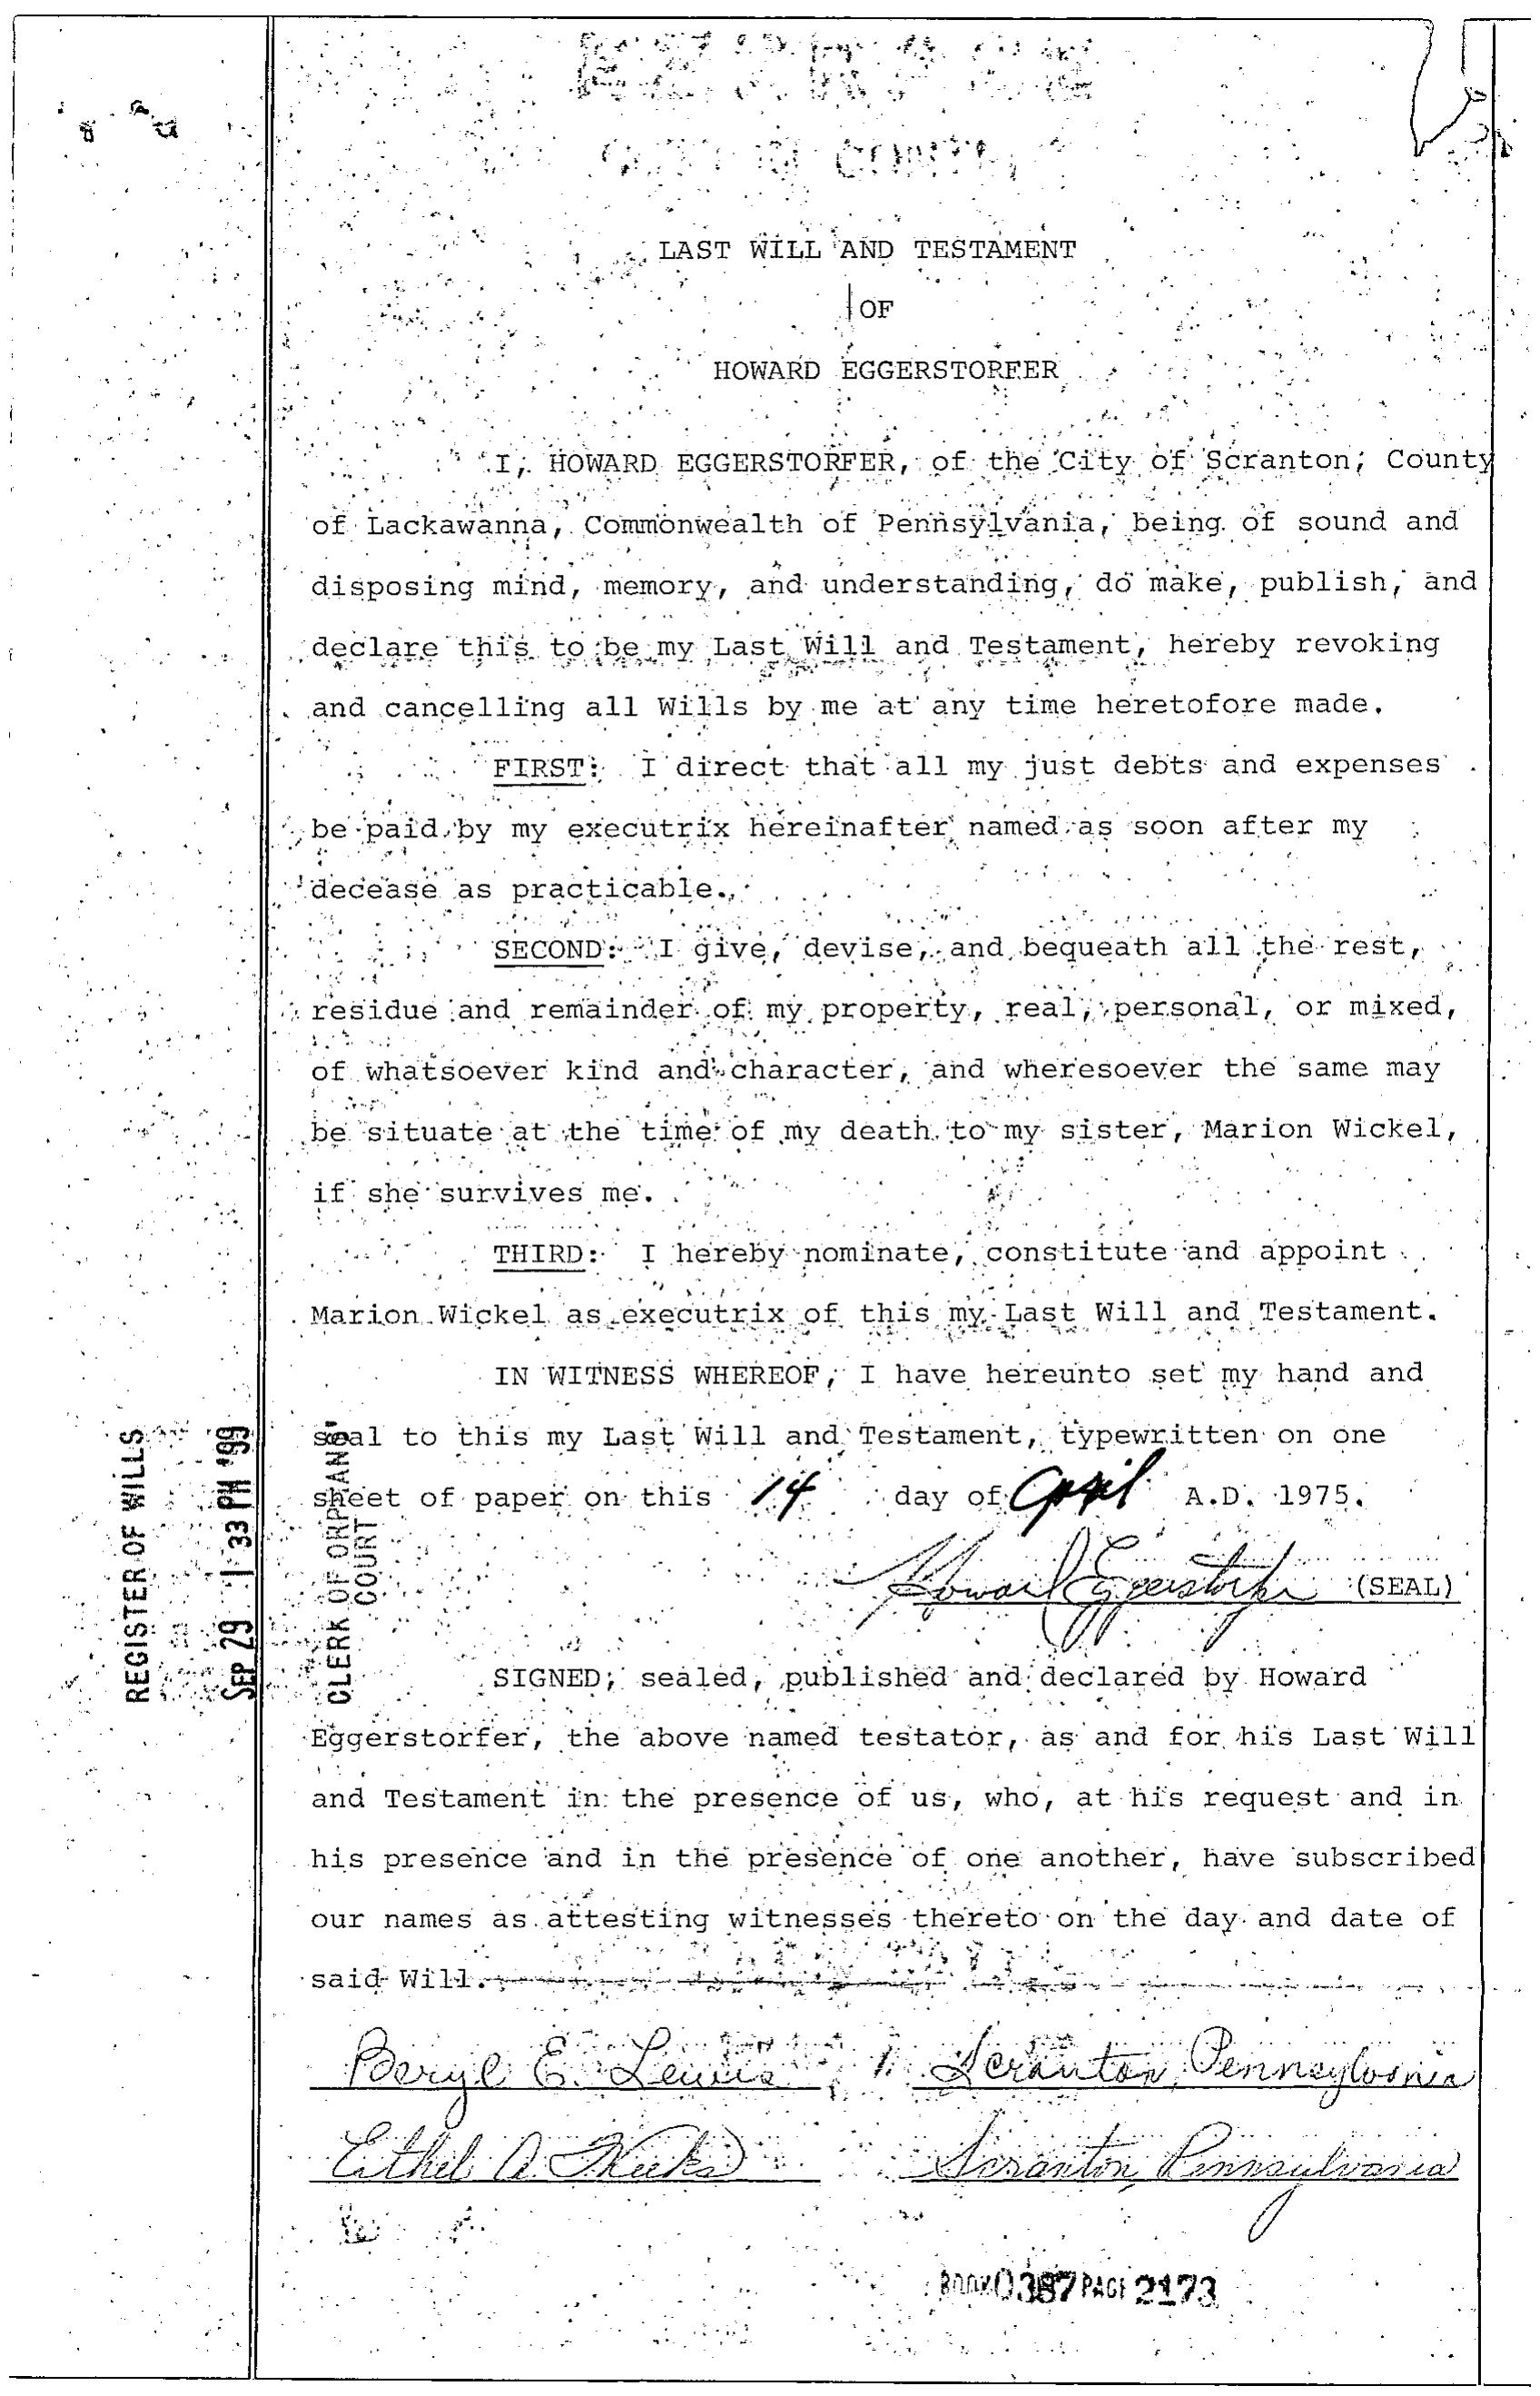 LAST WILL AND TESTAMENT
OF
HOWARD EGGERSTORFER
I, HOWARD EGGERSTORFER, of the City of Scranton, County
of Lackawanna, Commonwealth of Pennsylvania, being of sound and
disposing mind, memory, and understanding, do make, publish, and
declare this to be my Last Will and Testament, hereby revoking
and cancelling all Wills by me at any time heretofore made.
FIRST: I direct that all my just debts and expenses
be paid by my executrix hereinafter named as soon after my
decease as practicable.
SECOND: I give, devise, and bequeath all the rest,
residue and remainder of my property, real, personal, or mixed,
of whatsoever kind and character, and wheresoever the same may
be situate at the time of my death to my sister, Marion Wickel,
if she survives me.
THIRD: I hereby nominate, constitute and appoint
Marion Wickel as executrix of this my Last Will and Testament.
IN WITNESS WHEREOF, I have hereunto set my hand and
seal to this my Last Will and Testament, typewritten on one
sheet of paper on this 14 day of April A.D. 1975.
Howard Eggerstorfer (SEAL)
REGISTER OF WILLS
SEP 29 1 33 PM '99
CLERK OF ORPHANS'
COURT
SIGNED, sealed, published and declared by Howard
Eggerstorfer, the above named testator, as and for his Last Will
and Testament in the presence of us, who, at his request and in
his presence and in the presence of one another, have subscribed
our names as attesting witnesses thereto on the day and date of
said Will.
Beryl E. Lewis Scranton, Pennsylvania
Ethel A. Scranton, Pennsylvania
BOOK 0387 PAGE 2173